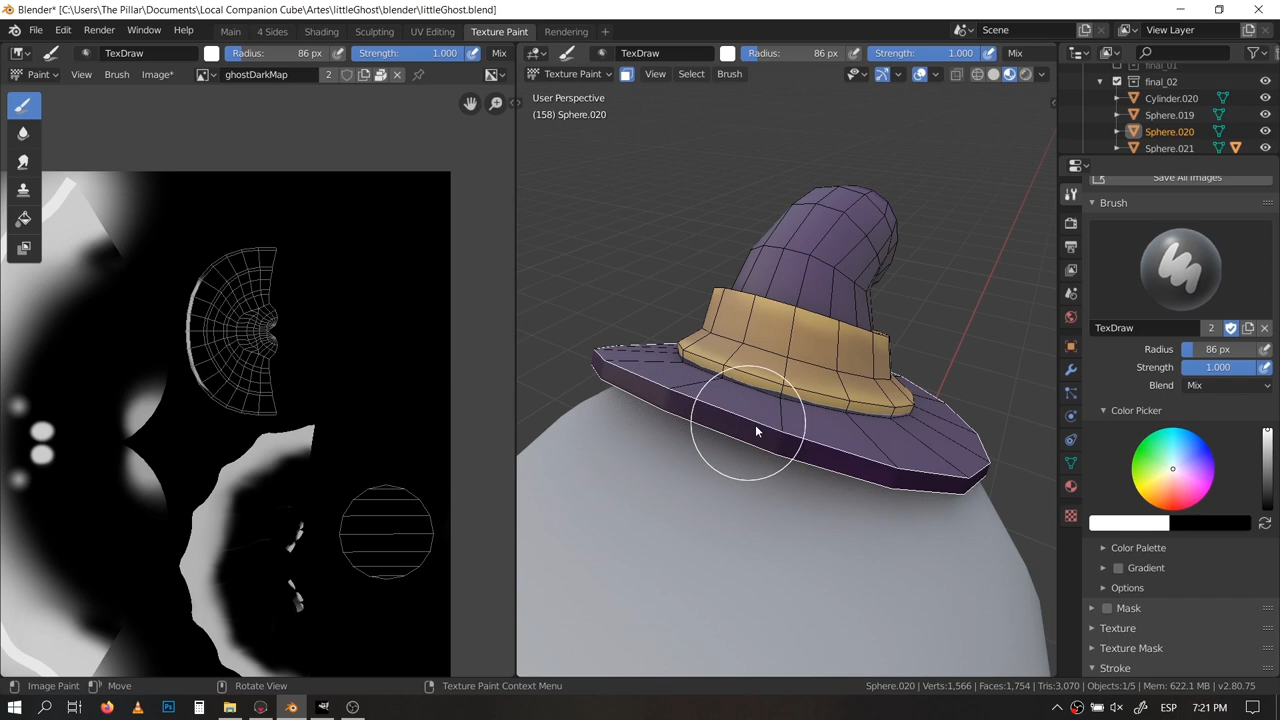 Blender* [C:\Users\The Pillar\Documents\Local Companion Cube\Artes\littleGhost\blender\littleGhost.blend]
File Edit Render Window Help Main 4 Sides Shading Sculpting UV Editing Texture Paint Rendering Scene View Layer
TexDraw Radius: 86 px Strength: 1.000 Mix TexDraw Radius: 86 px Strength: 1.000 Mix
Paint View Brush Image* ghostDarkMap 2 Texture Paint View Select Brush
final_01
final_02
Cylinder.020
Sphere.019
Sphere.020
Sphere.021
User Perspective
(158) Sphere.020
Save All Images
Brush
TexDraw 2
Radius 86 px
Strength 1.000
Blend Mix
Color Picker
Color Palette
Gradient
Options
Mask
Texture
Texture Mask
Stroke
Image Paint Move Rotate View Texture Paint Context Menu Sphere.020 | Verts:1,566 | Faces:1,754 | Tris:3,070 | Objects:1/5 | Mem: 622.1 MB | v2.80.75
ESP 7:21 PM